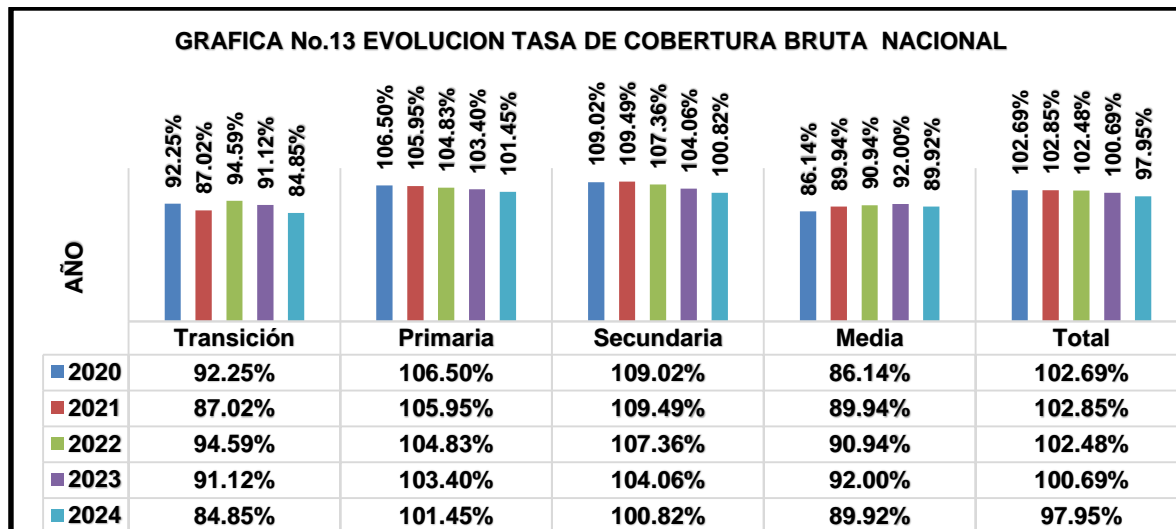 GRAFICA No.13 EVOLUCION TASA DE COBERTURA BRUTA NACIONAL
92.25% 87.02% 94.59% 91.12% 84.85% 106.50% 105.95% 104.83% 103.40% 101.45% 109.02% 109.49% 107.36% 104.06% 100.82% 86.14% 89.94% 90.94% 92.00% 89.92% 102.69% 102.85% 102.48% 100.69% 97.95%
AÑO
Transición Primaria Secundaria Media Total
2020 92.25% 106.50% 109.02% 86.14% 102.69%
2021 87.02% 105.95% 109.49% 89.94% 102.85%
2022 94.59% 104.83% 107.36% 90.94% 102.48%
2023 91.12% 103.40% 104.06% 92.00% 100.69%
2024 84.85% 101.45% 100.82% 89.92% 97.95%